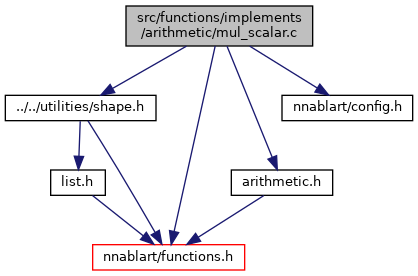 src/functions/implements
/arithmetic/mul_scalar.c
../../utilities/shape.h
nnablart/config.h
list.h
arithmetic.h
nnablart/functions.h